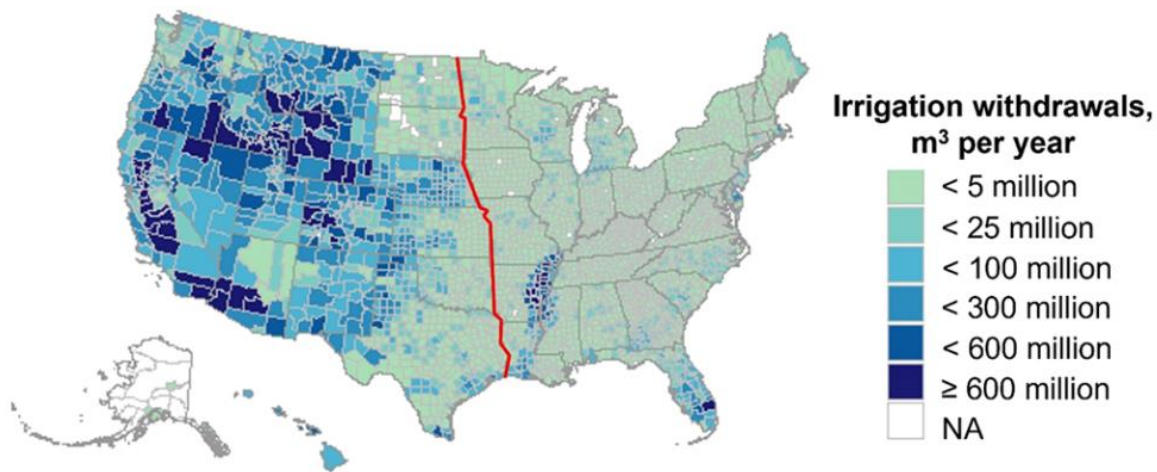 Irrigation withdrawals,
m³ per year
< 5 million
< 25 million
< 100 million
< 300 million
< 600 million
≥ 600 million
NA